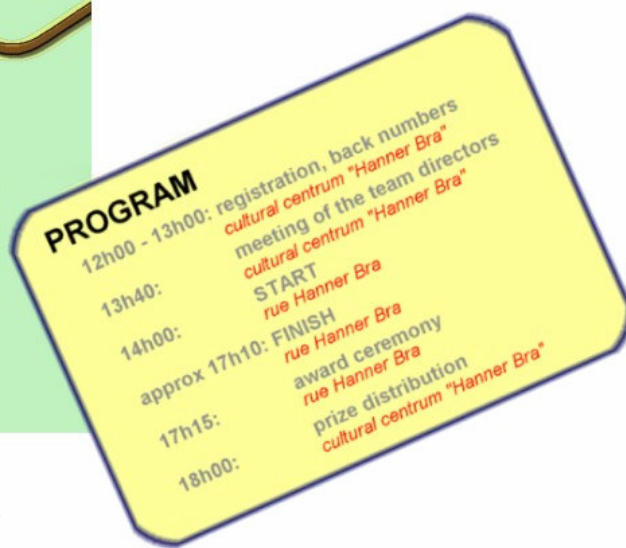 PROGRAM
12h00 - 13h00: registration, back numbers
cultural centrum "Hanner Bra"
13h40: meeting of the team directors
cultural centrum "Hanner Bra"
14h00: START
rue Hanner Bra
approx 17h10: FINISH
rue Hanner Bra
17h15: award ceremony
rue Hanner Bra
18h00: prize distribution
cultural centrum "Hanner Bra"